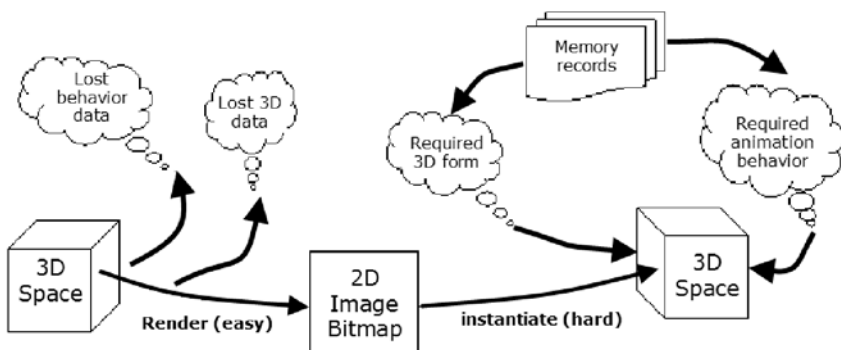 Lost
behavior
data
Lost 3D
data
Memory
records
Required
3D form
Required
animation
behavior
3D
Space
Render (easy)
2D
Image
Bitmap
instantiate (hard)
3D
Space